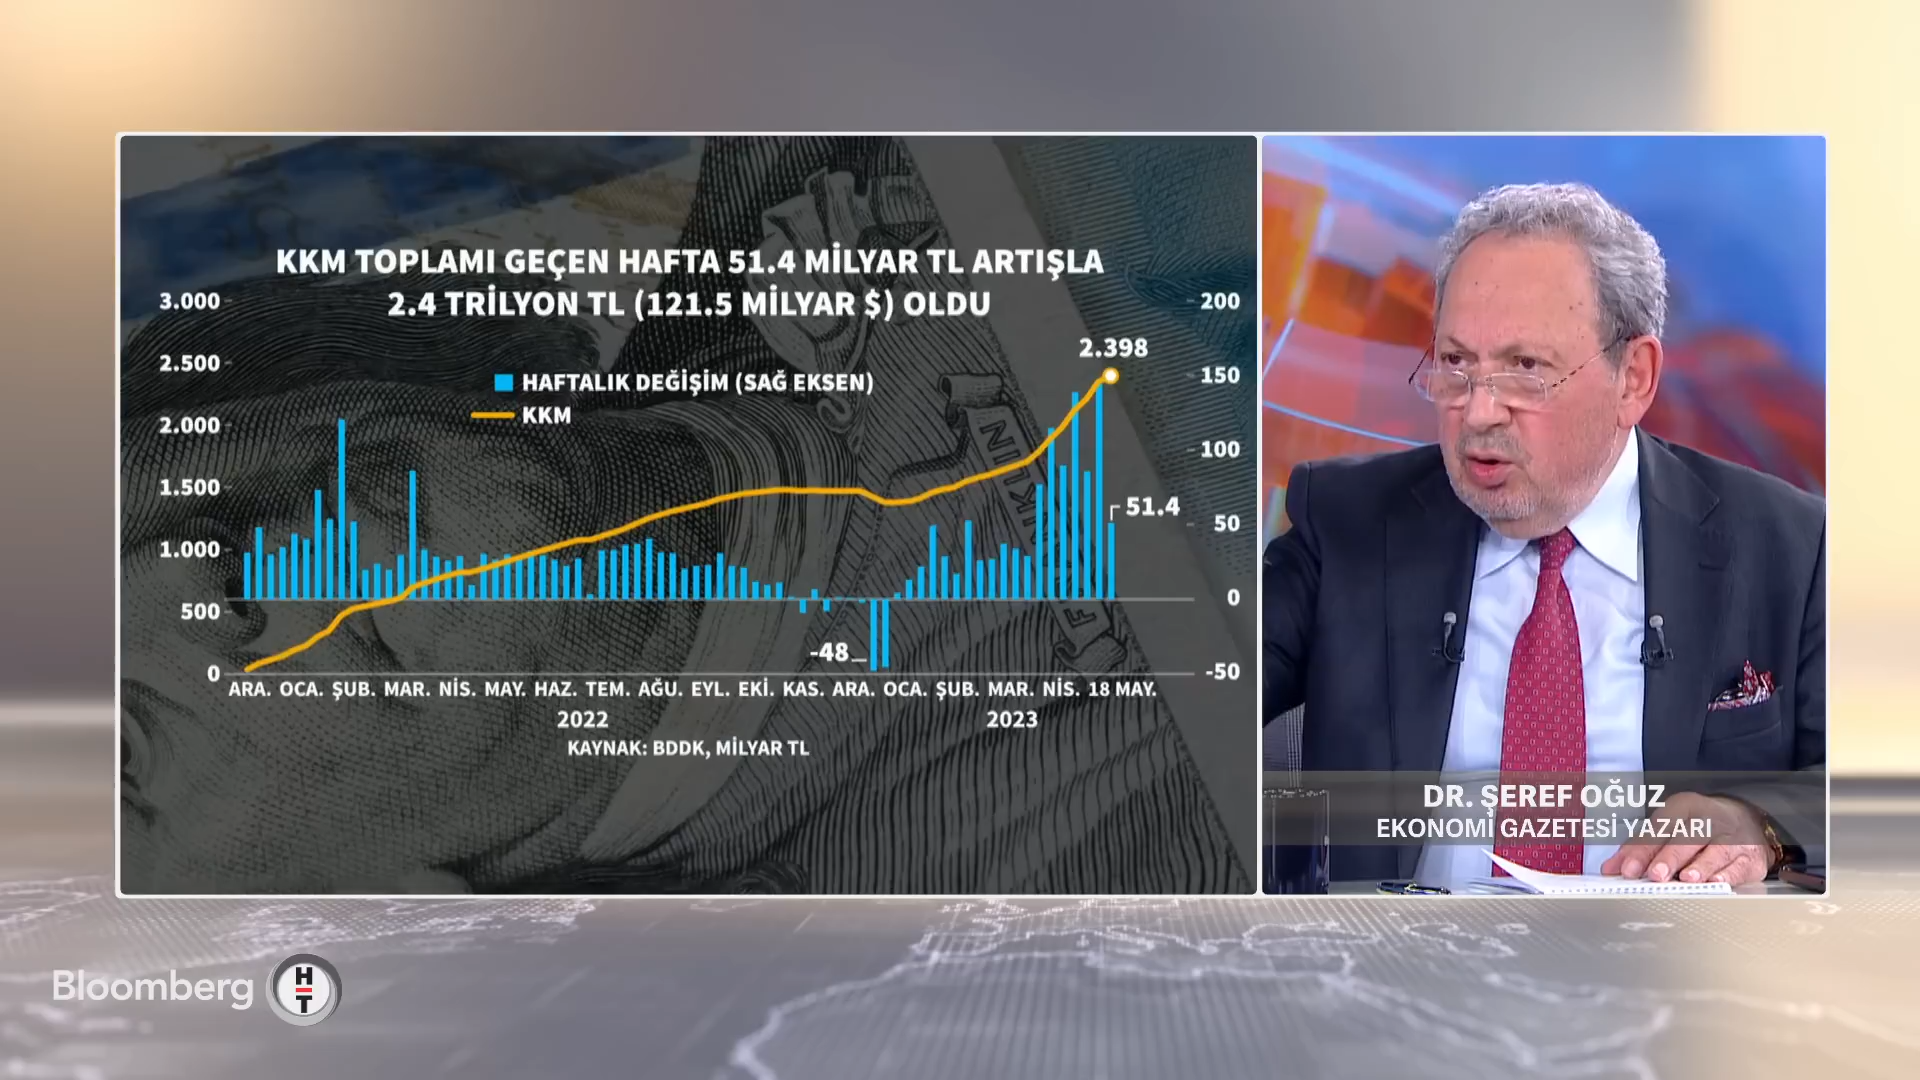 KKM TOPLAMI GEÇEN HAFTA 51.4 MİLYAR TL ARTIŞLA
2.4 TRİLYON TL (121.5 MİLYAR $) OLDU
3.000
2.500
2.000
1.500
1.000
500
0
HAFTALIK DEĞİŞİM (SAĞ EKSEN)
KKM
2.398
51.4
-48
200
150
100
50
0
-50
ARA. OCA. ŞUB. MAR. NİS. MAY. HAZ. TEM. AĞU. EYL. EKİ. KAS. ARA. OCA. ŞUB. MAR. NİS. 18 MAY.
2022 2023
KAYNAK: BDDK, MİLYAR TL
DR. ŞEREF OĞUZ
EKONOMİ GAZETESİ YAZARI
Bloomberg HT